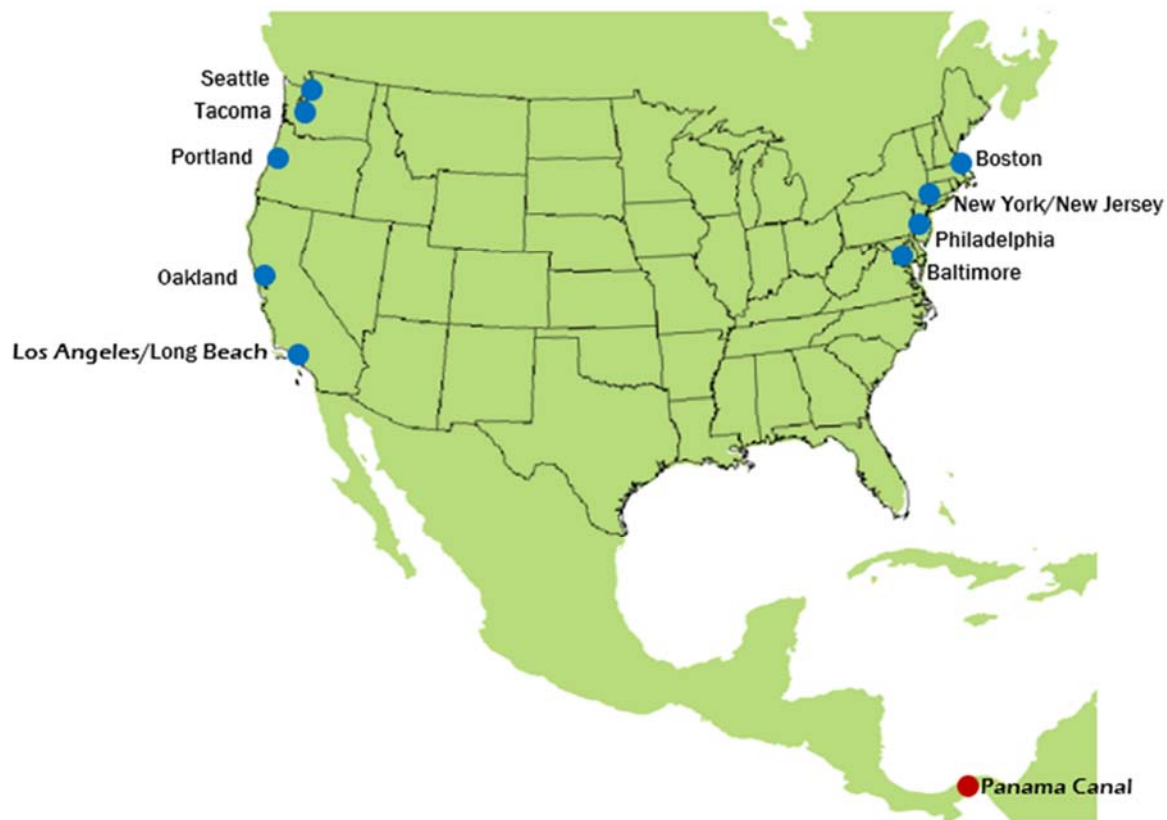 Seattle
Tacoma
Portland
Boston
New York/New Jersey
Philadelphia
Baltimore
Oakland
Los Angeles/Long Beach
Panama Canal